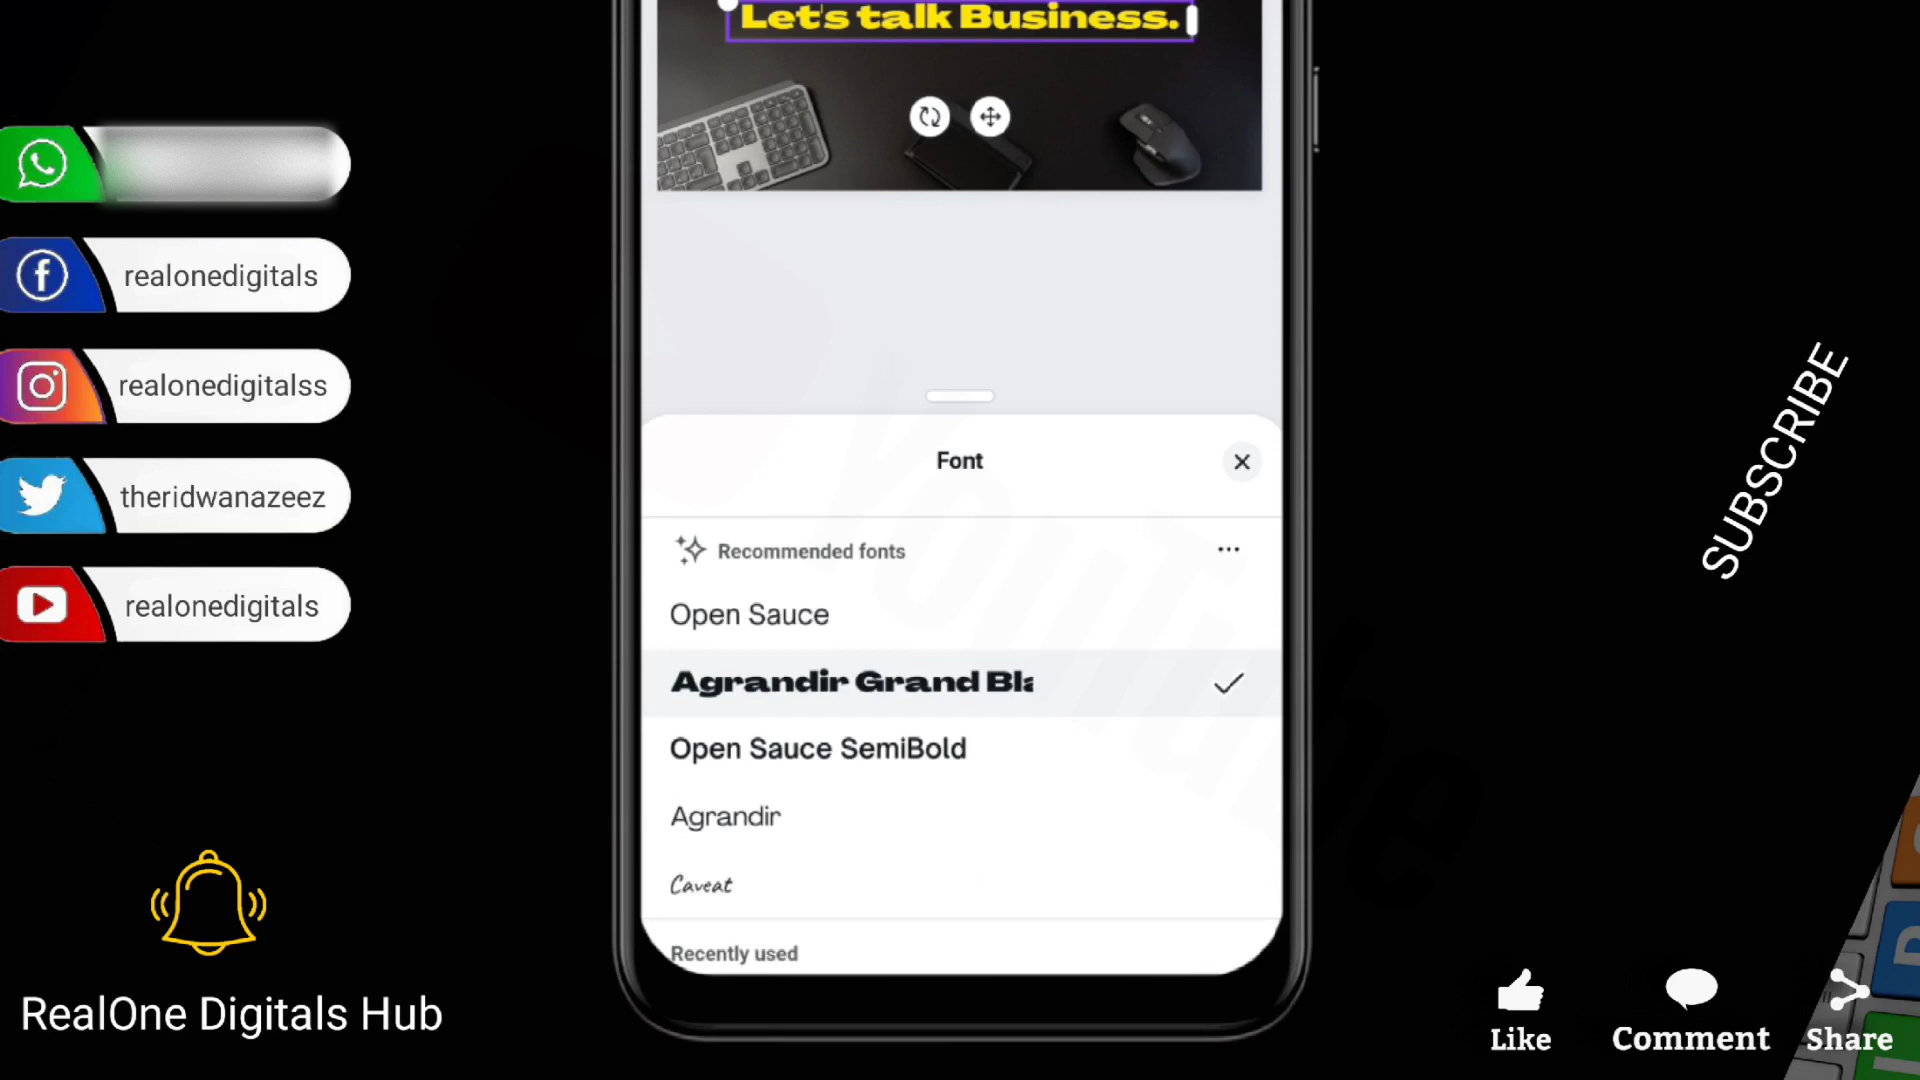 Let's talk Business.
realonedigitals
realonedigitalss
theridwanazeez
realonedigitals
Font
Recommended fonts
Open Sauce
Agrandir Grand Bla
Open Sauce SemiBold
Agrandir
Caveat
Recently used
SUBSCRIBE
YouTube
RealOne Digitals Hub
Like
Comment
Share